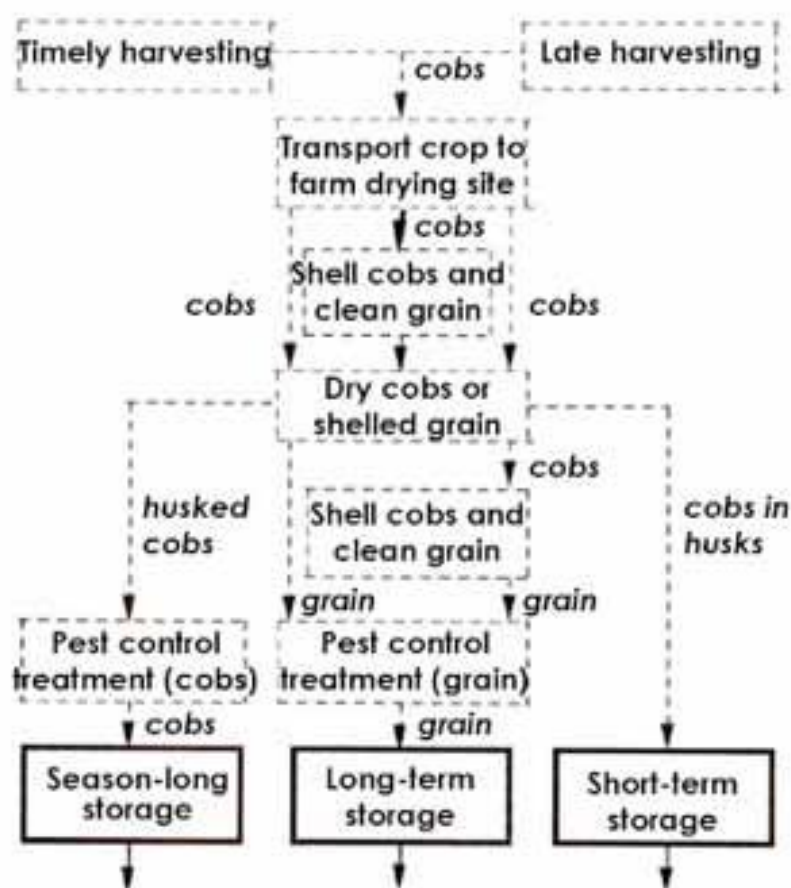 Timely harvesting
Late harvesting
cobs
Transport crop to
farm drying site
cobs
Shell cobs and
clean grain
cobs
cobs
Dry cobs or
shelled grain
cobs
husked
cobs
Shell cobs and
clean grain
cobs in
husks
grain
grain
Pest control
treatment (cobs)
Pest control
treatment (grain)
cobs
grain
Season-long
storage
Long-term
storage
Short-term
storage